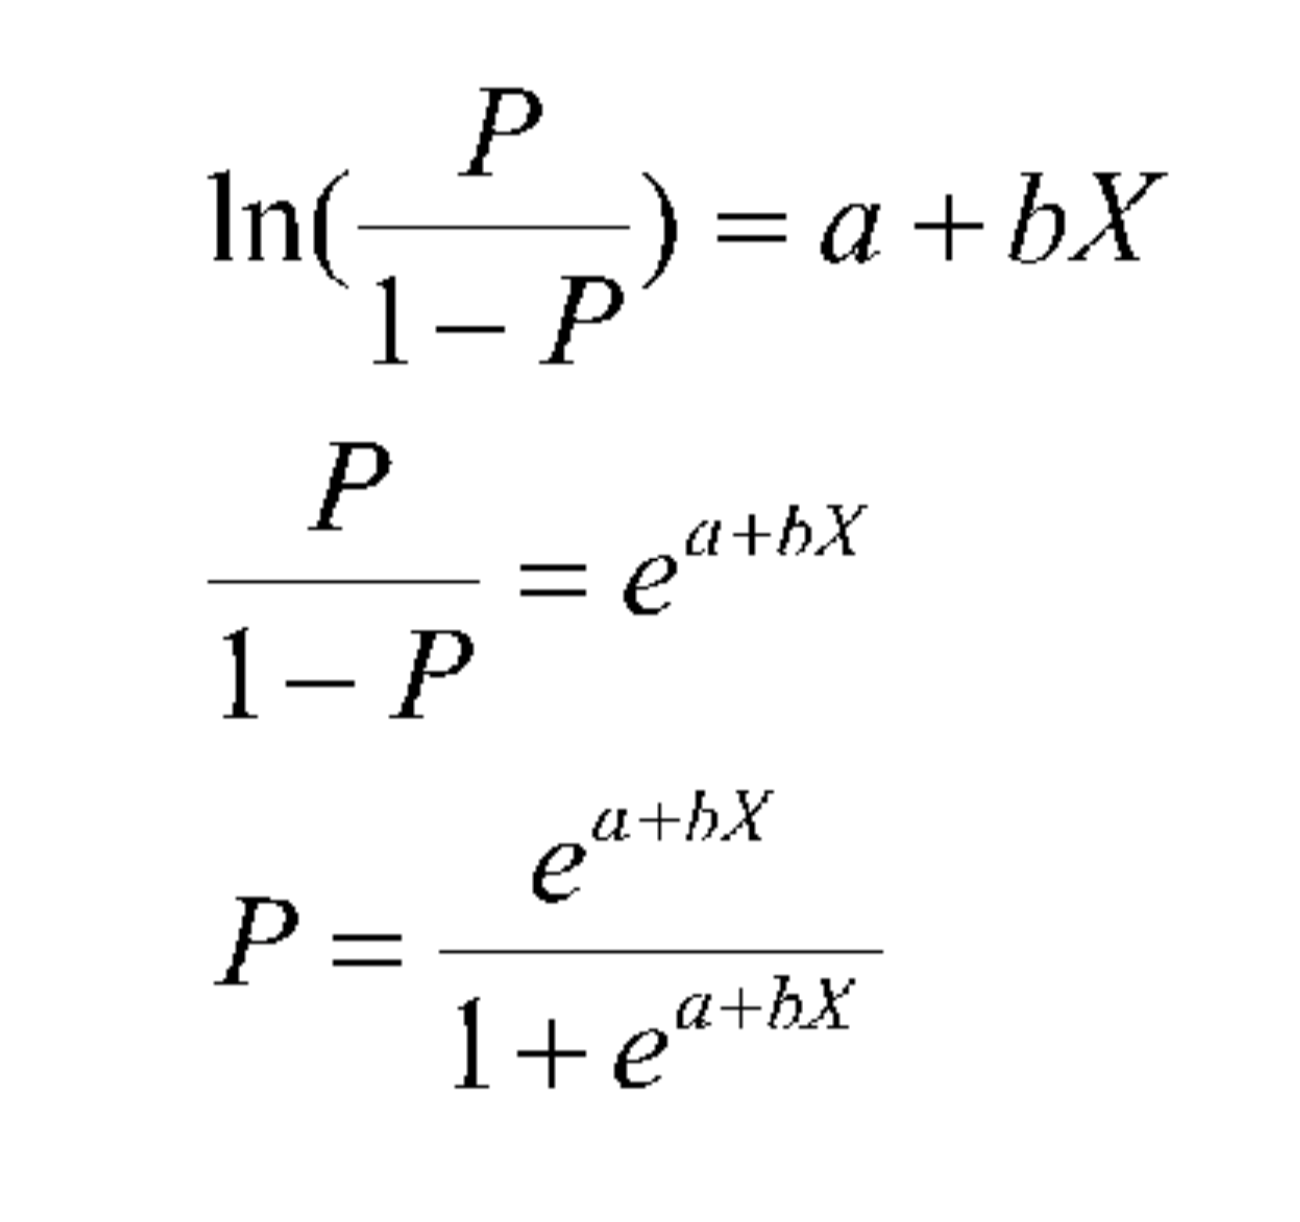 ln(P/(1−P)) = a + bX
P/(1−P) = e^(a+bX)
P = e^(a+bX)/(1+e^(a+bX))